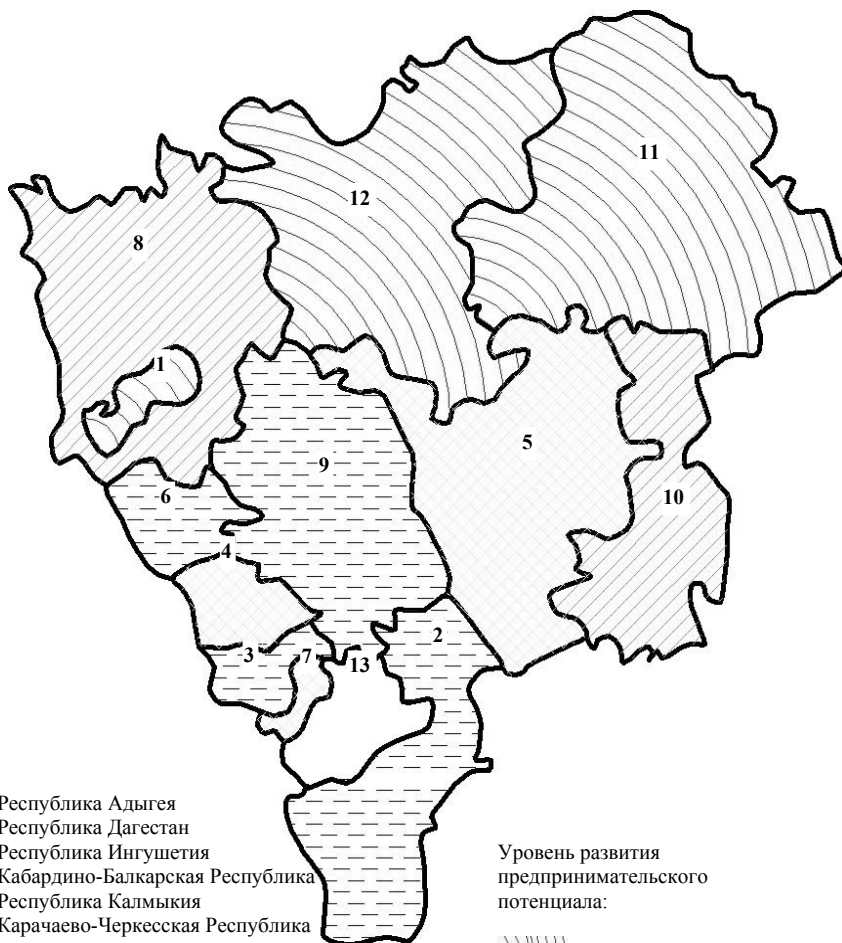 11
12
8
1
5
9
6
10
4
2
3
7
13
Республика Адыгея
Республика Дагестан
Республика Ингушетия
Кабардино-Балкарская Республика
Республика Калмыкия
Карачаево-Черкесская Республика
Уровень развития
предпринимательского
потенциала: